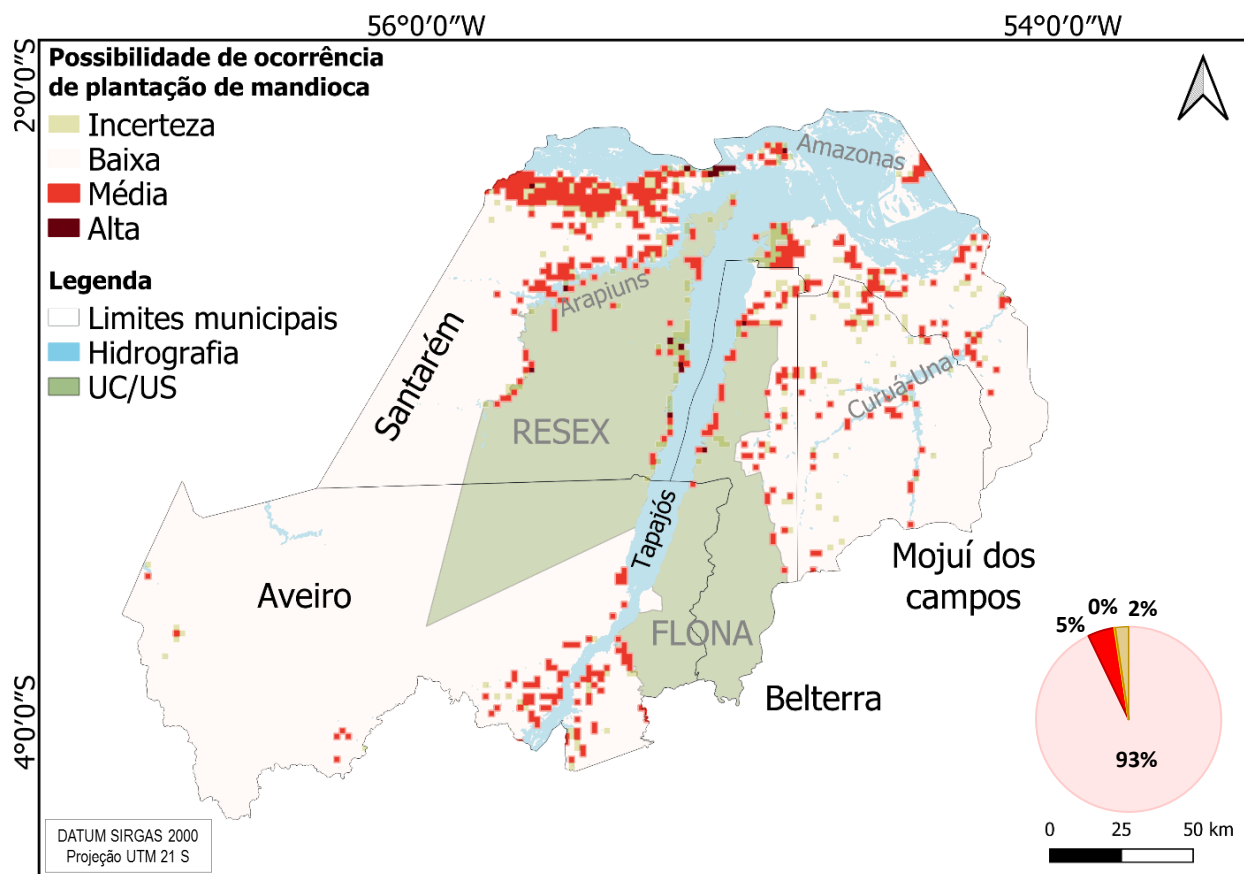 56°0′0″W
54°0′0″W
2°0′0″S
4°0′0″S
Possibilidade de ocorrência
de plantação de mandioca
Incerteza
Baixa
Média
Alta
Legenda
Limites municipais
Hidrografia
UC/US
Amazonas
Arapiuns
Santarém
Curuá-Una
RESEX
Tapajós
Aveiro
Mojuí dos
campos
FLONA
Belterra
5%
0%
2%
93%
0 25 50 km
DATUM SIRGAS 2000
Projeção UTM 21 S